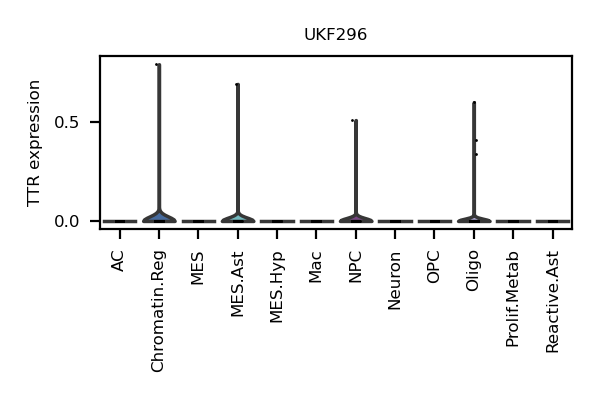 UKF296
TTR expression
0.5
0.0
AC
Chromatin.Reg
MES
MES.Ast
MES.Hyp
Mac
NPC
Neuron
OPC
Oligo
Prolif.Metab
Reactive.Ast